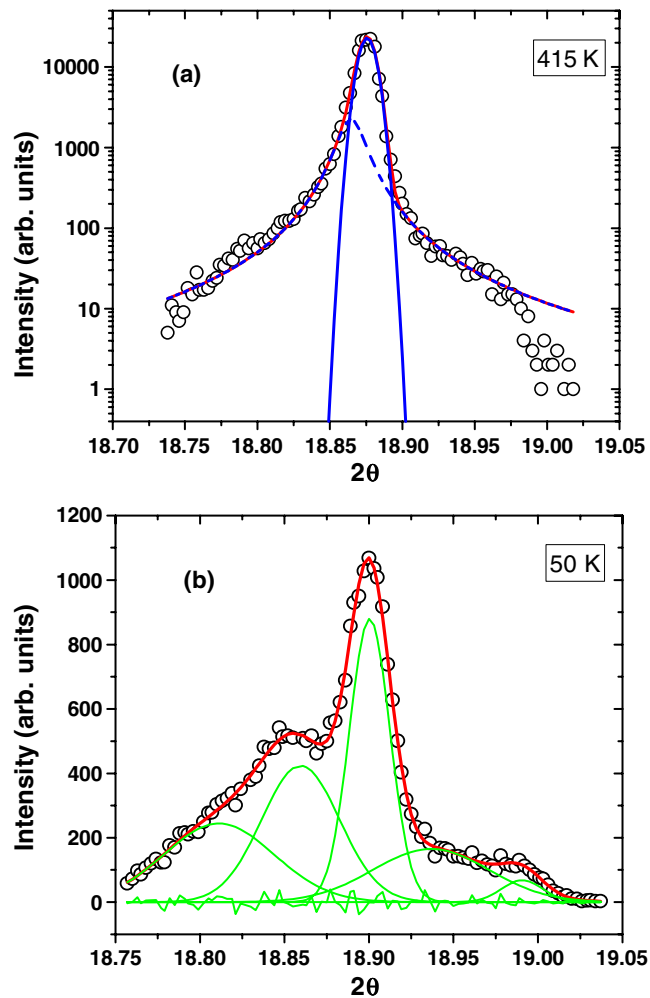 (a)
415 K
10000
1000
100
10
1
Intensity (arb. units)
18.70 18.75 18.80 18.85 18.90 18.95 19.00 19.05
2θ
(b)
50 K
1200
1000
800
600
400
200
0
Intensity (arb. units)
18.75 18.80 18.85 18.90 18.95 19.00 19.05
2θ